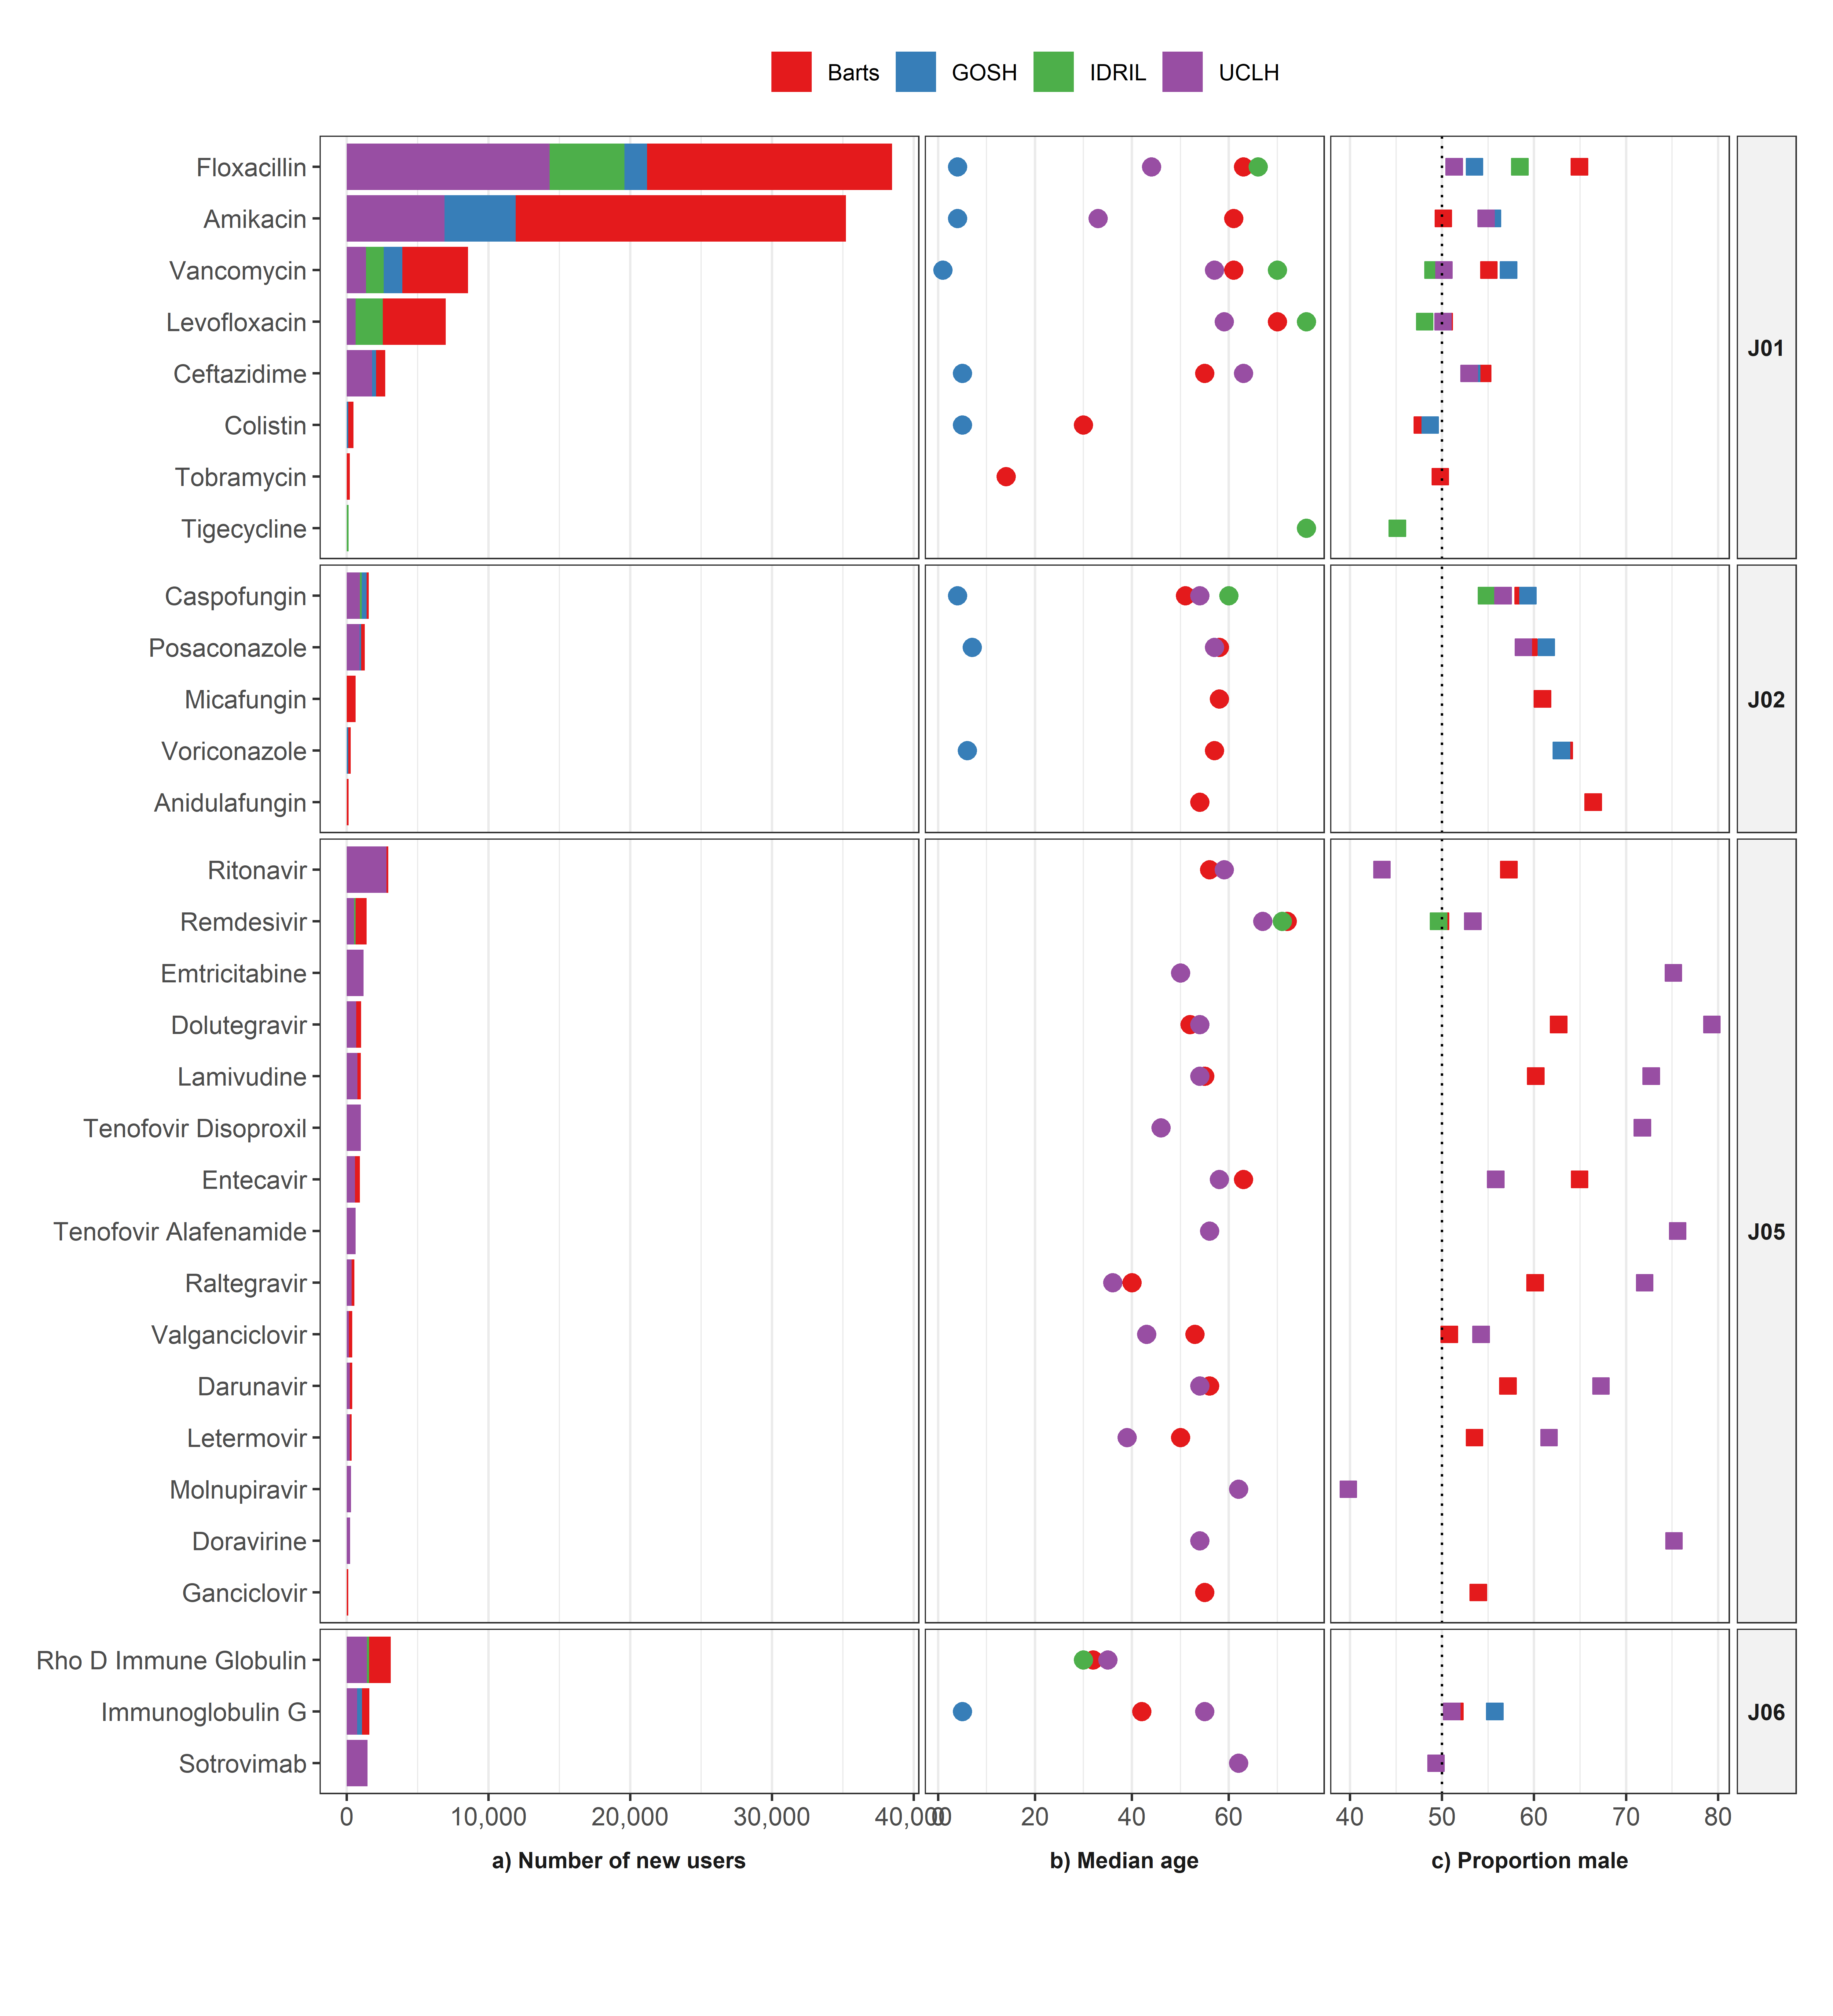 Barts GOSH IDRIL UCLH
Floxacillin
Amikacin
Vancomycin
Levofloxacin
Ceftazidime
Colistin
Tobramycin
Tigecycline
J01
Caspofungin
Posaconazole
Micafungin
Voriconazole
Anidulafungin
J02
Ritonavir
Remdesivir
Emtricitabine
Dolutegravir
Lamivudine
Tenofovir Disoproxil
Entecavir
Tenofovir Alafenamide
Raltegravir
Valganciclovir
Darunavir
Letermovir
Molnupiravir
Doravirine
Ganciclovir
J05
Rho D Immune Globulin
Immunoglobulin G
Sotrovimab
J06
0 10,000 20,000 30,000 40,000 0 20 40 60 40 50 60 70 80
a) Number of new users b) Median age c) Proportion male